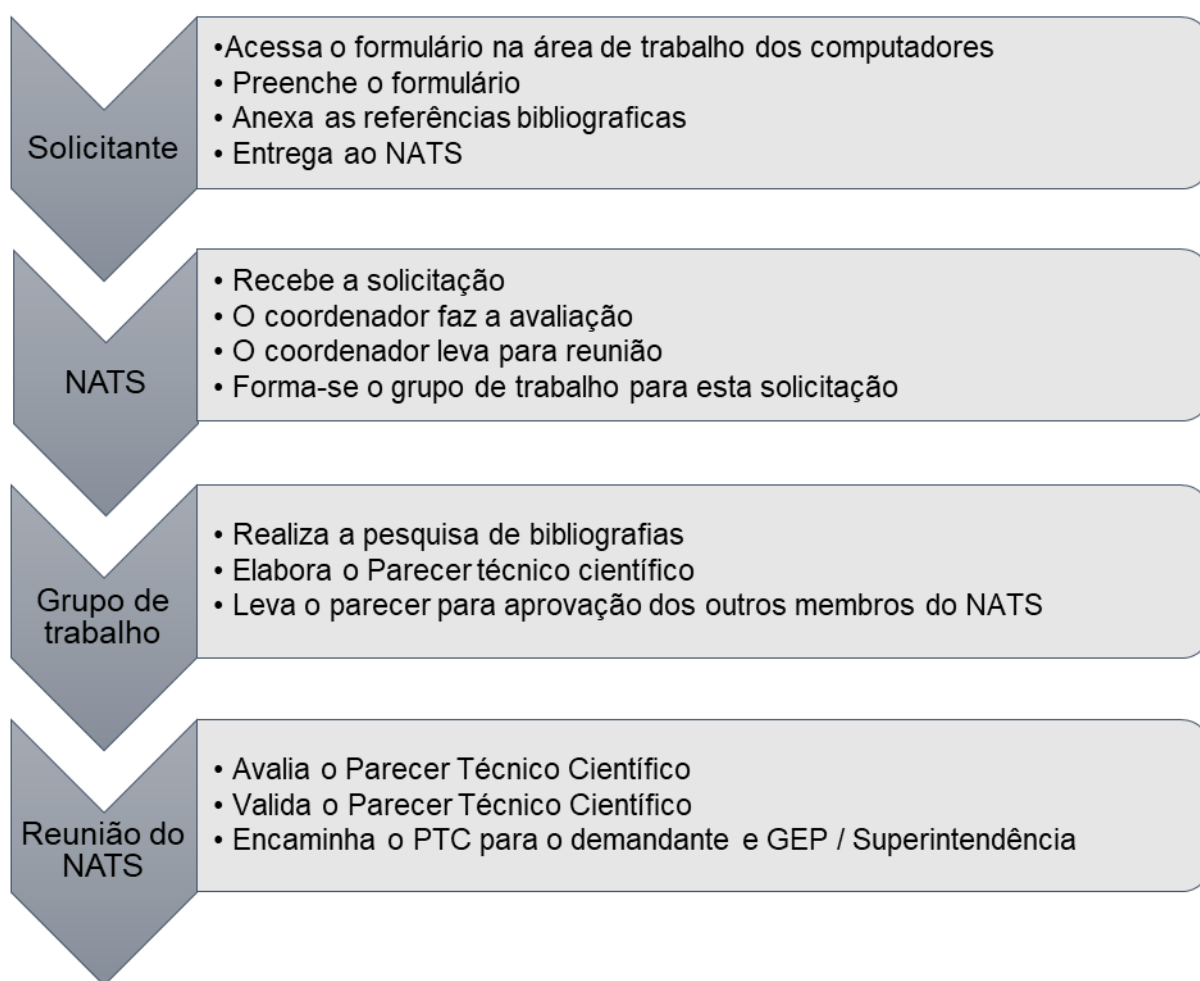 Solicitante
•Acessa o formulário na área de trabalho dos computadores
• Preenche o formulário
• Anexa as referências bibliograficas
• Entrega ao NATS
NATS
• Recebe a solicitação
• O coordenador faz a avaliação
• O coordenador leva para reunião
• Forma-se o grupo de trabalho para esta solicitação
Grupo de
trabalho
• Realiza a pesquisa de bibliografias
• Elabora o Parecer técnico científico
• Leva o parecer para aprovação dos outros membros do NATS
Reunião do
NATS
• Avalia o Parecer Técnico Científico
• Valida o Parecer Técnico Científico
• Encaminha o PTC para o demandante e GEP / Superintendência